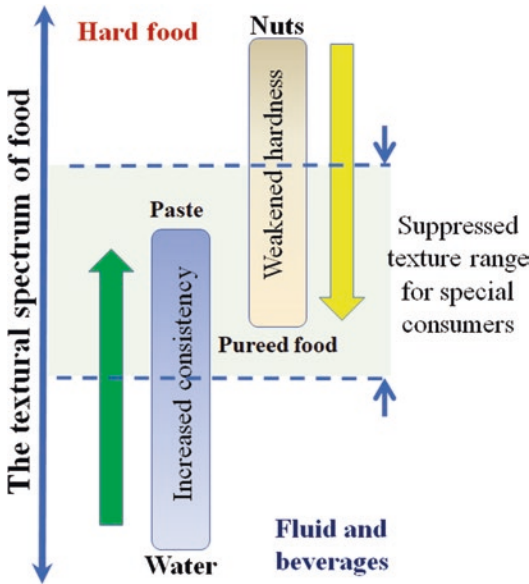 The textural spectrum of food
Hard food
Nuts
Weakened hardness
Paste
Increased consistency
Suppressed
texture range
for special
consumers
Pureed food
Water
Fluid and
beverages